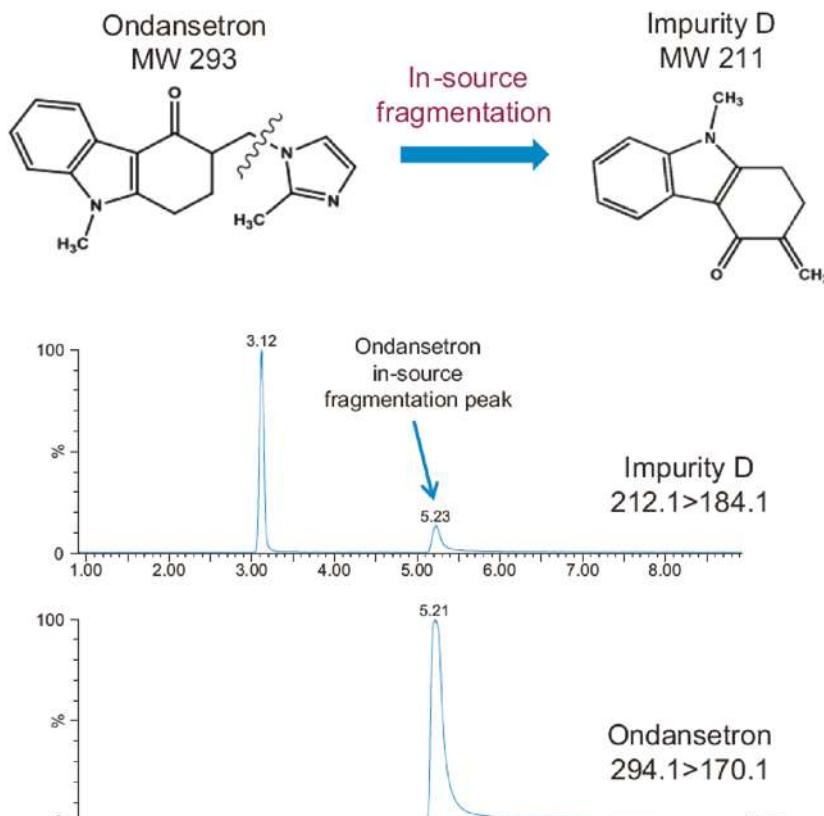 Ondansetron
MW 293
Impurity D
MW 211
In-source
fragmentation
O
N
H₃C
N
N
H₃C
CH₃
N
O
CH₂
100
%
0
3.12
Ondansetron
in-source
fragmentation peak
5.23
Impurity D
212.1>184.1
1.00 2.00 3.00 4.00 5.00 6.00 7.00 8.00
100
%
5.21
Ondansetron
294.1>170.1